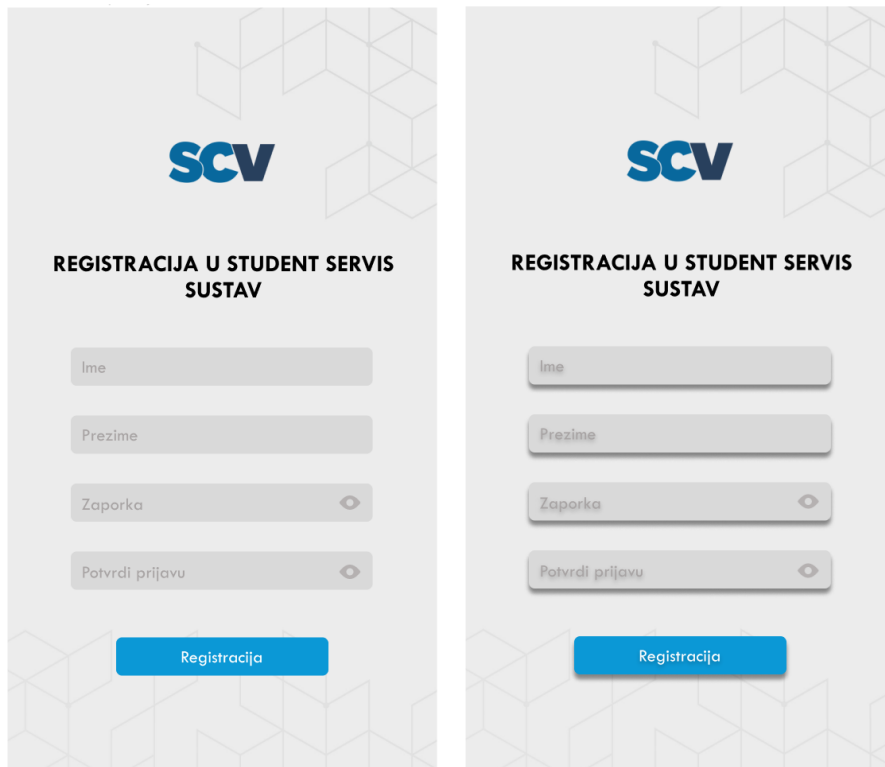 SCV
REGISTRACIJA U STUDENT SERVIS
SUSTAV
Ime
Prezime
Zaporka
Potvrdi prijavu
Registracija
SCV
REGISTRACIJA U STUDENT SERVIS
SUSTAV
Ime
Prezime
Zaporka
Potvrdi prijavu
Registracija